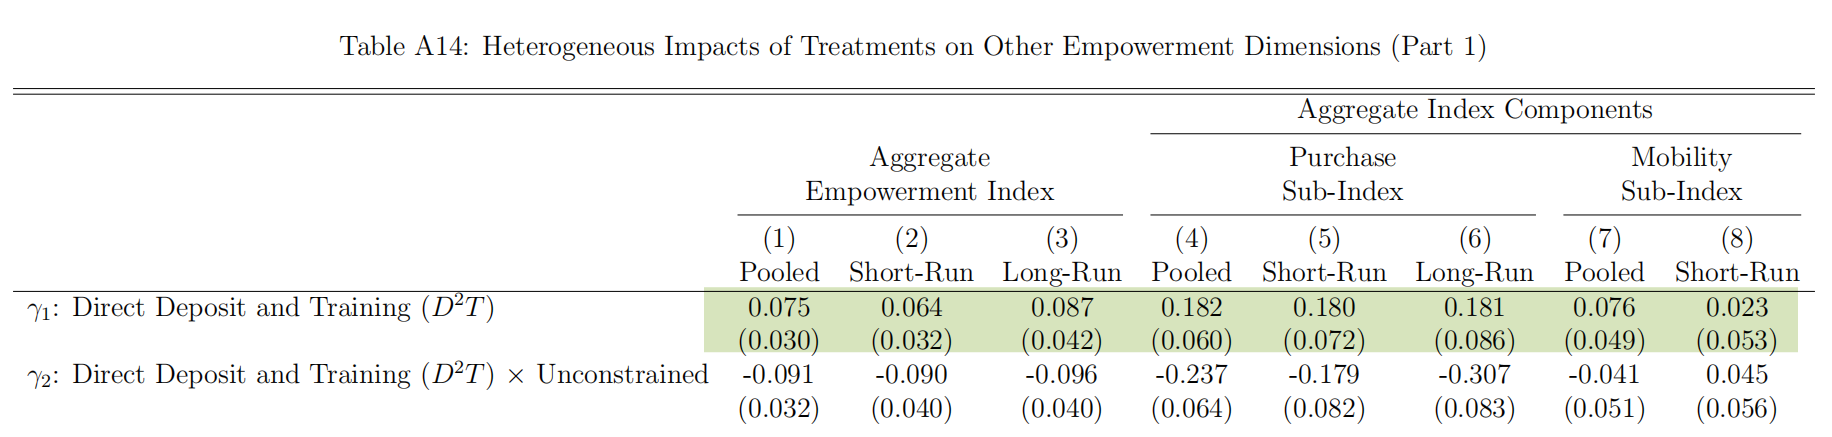 Table A14: Heterogeneous Impacts of Treatments on Other Empowerment Dimensions (Part 1)
Aggregate Index Components
Aggregate Purchase Mobility
Empowerment Index Sub-Index Sub-Index
(1) (2) (3) (4) (5) (6) (7) (8)
Pooled Short-Run Long-Run Pooled Short-Run Long-Run Pooled Short-Run
γ₁: Direct Deposit and Training (D²T) 0.075 0.064 0.087 0.182 0.180 0.181 0.076 0.023
(0.030) (0.032) (0.042) (0.060) (0.072) (0.086) (0.049) (0.053)
γ₂: Direct Deposit and Training (D²T) × Unconstrained -0.091 -0.090 -0.096 -0.237 -0.179 -0.307 -0.041 0.045
(0.032) (0.040) (0.040) (0.064) (0.082) (0.083) (0.051) (0.056)